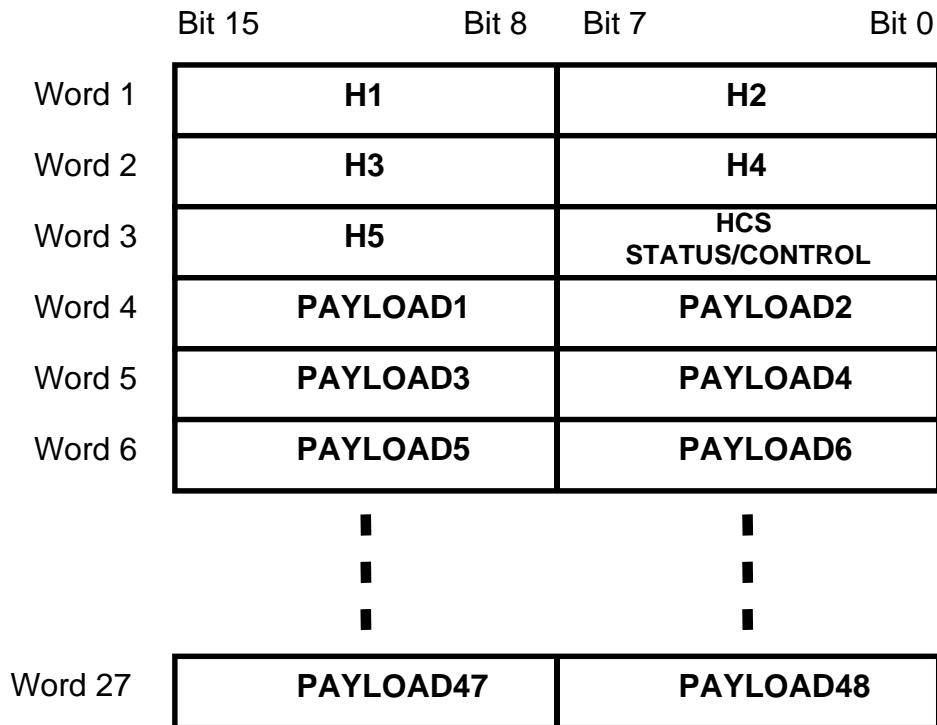 Bit 15 Bit 8 Bit 7 Bit 0
Word 1 H1 H2
Word 2 H3 H4
Word 3 H5 HCS
STATUS/CONTROL
Word 4 PAYLOAD1 PAYLOAD2
Word 5 PAYLOAD3 PAYLOAD4
Word 6 PAYLOAD5 PAYLOAD6
Word 27 PAYLOAD47 PAYLOAD48